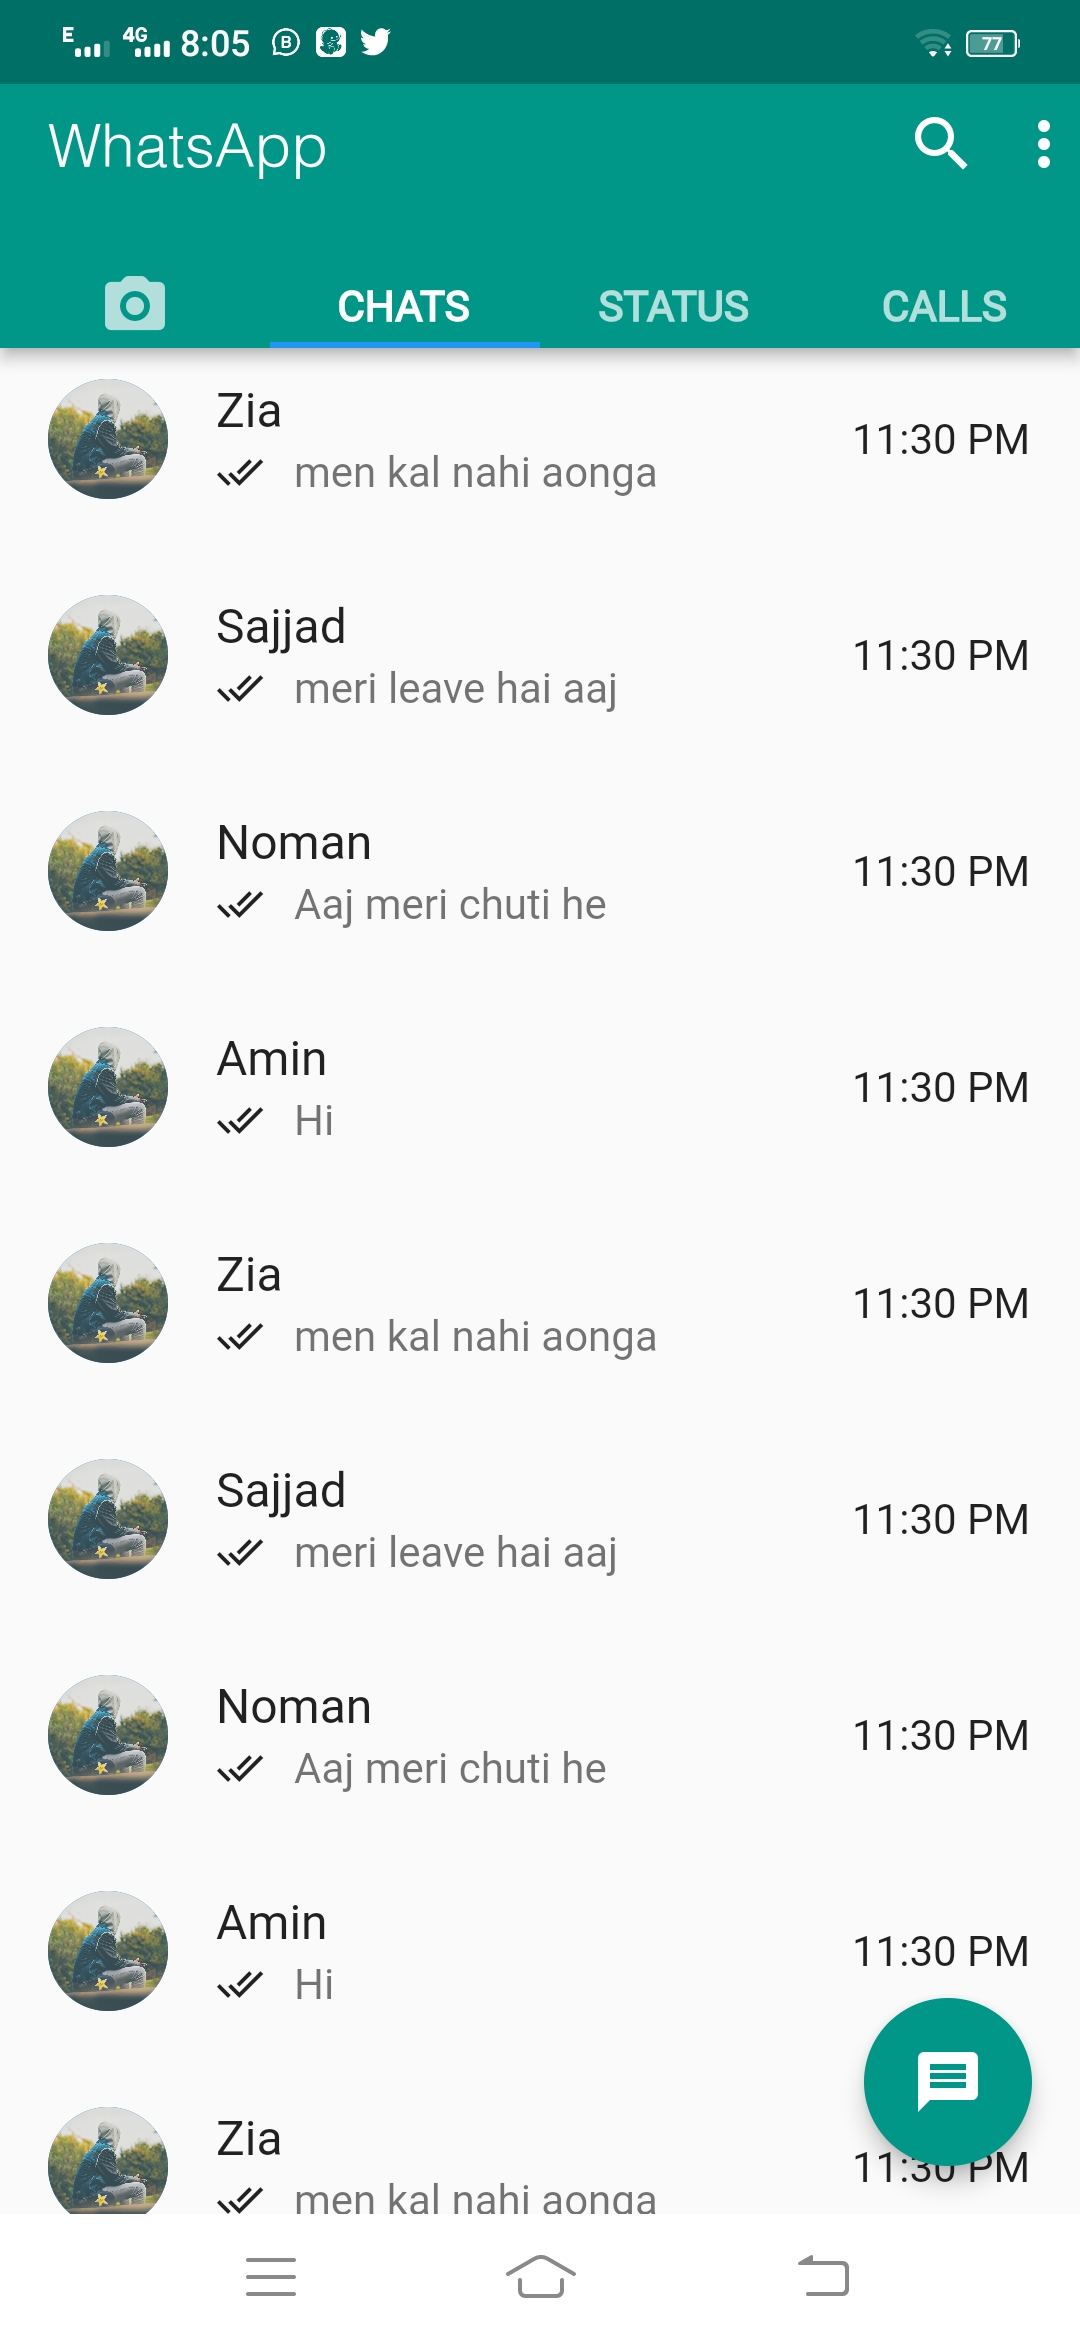 E 4G 8:05 B 77
WhatsApp
CHATS STATUS CALLS
Zia
11:30 PM
men kal nahi aonga
Sajjad
11:30 PM
meri leave hai aaj
Noman
11:30 PM
Aaj meri chuti he
Amin
11:30 PM
Hi
Zia
11:30 PM
men kal nahi aonga
Sajjad
11:30 PM
meri leave hai aaj
Noman
11:30 PM
Aaj meri chuti he
Amin
11:30 PM
Hi
Zia
11:30 PM
men kal nahi aonga